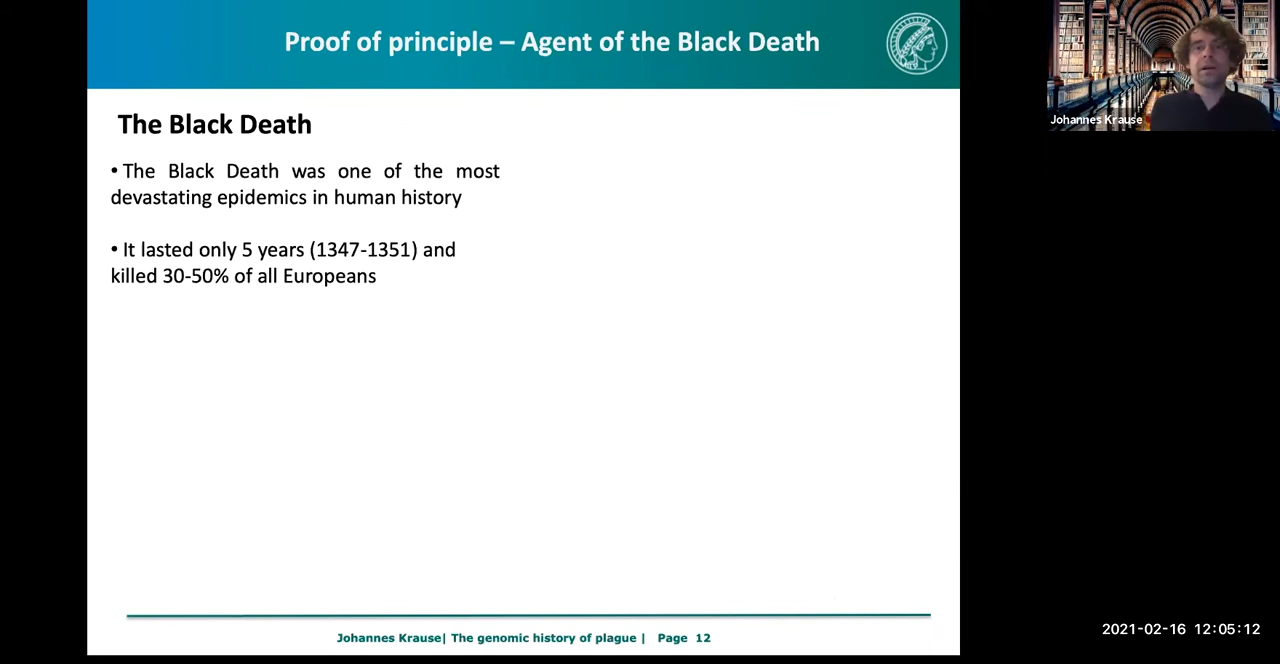 Proof of principle – Agent of the Black Death
The Black Death
• The Black Death was one of the most
devastating epidemics in human history
• It lasted only 5 years (1347-1351) and
killed 30-50% of all Europeans
Johannes Krause| The genomic history of plague | Page 12
Johannes Krause
2021-02-16 12:05:12